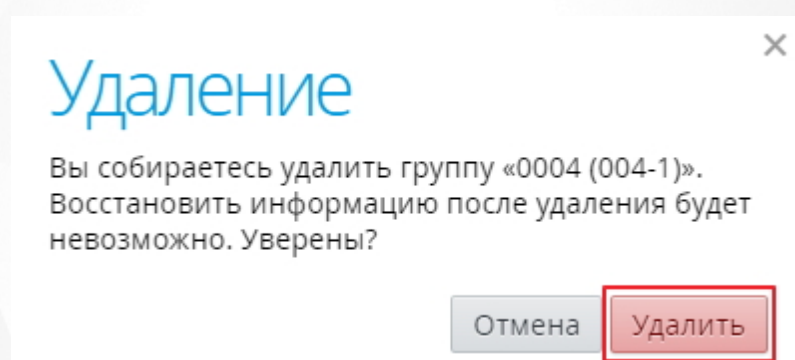 Удаление
Вы собираетесь удалить группу «0004 (004-1)».
Восстановить информацию после удаления будет
невозможно. Уверены?
Отмена
Удалить